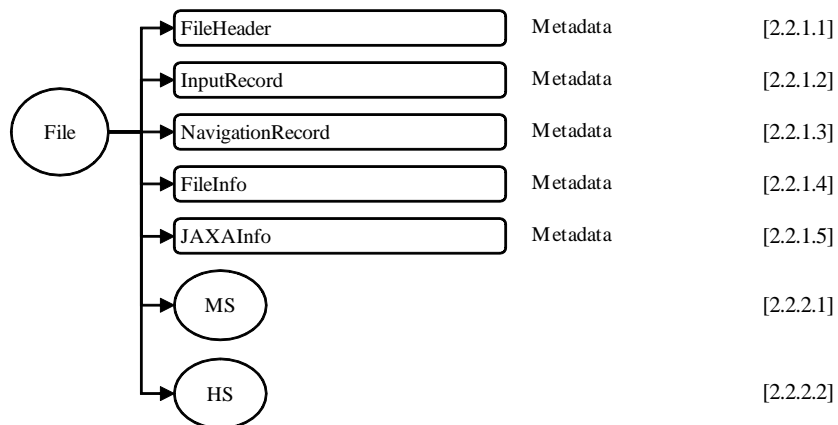 FileHeader Metadata [2.2.1.1]
InputRecord Metadata [2.2.1.2]
File NavigationRecord Metadata [2.2.1.3]
FileInfo Metadata [2.2.1.4]
JAXAInfo Metadata [2.2.1.5]
MS [2.2.2.1]
HS [2.2.2.2]